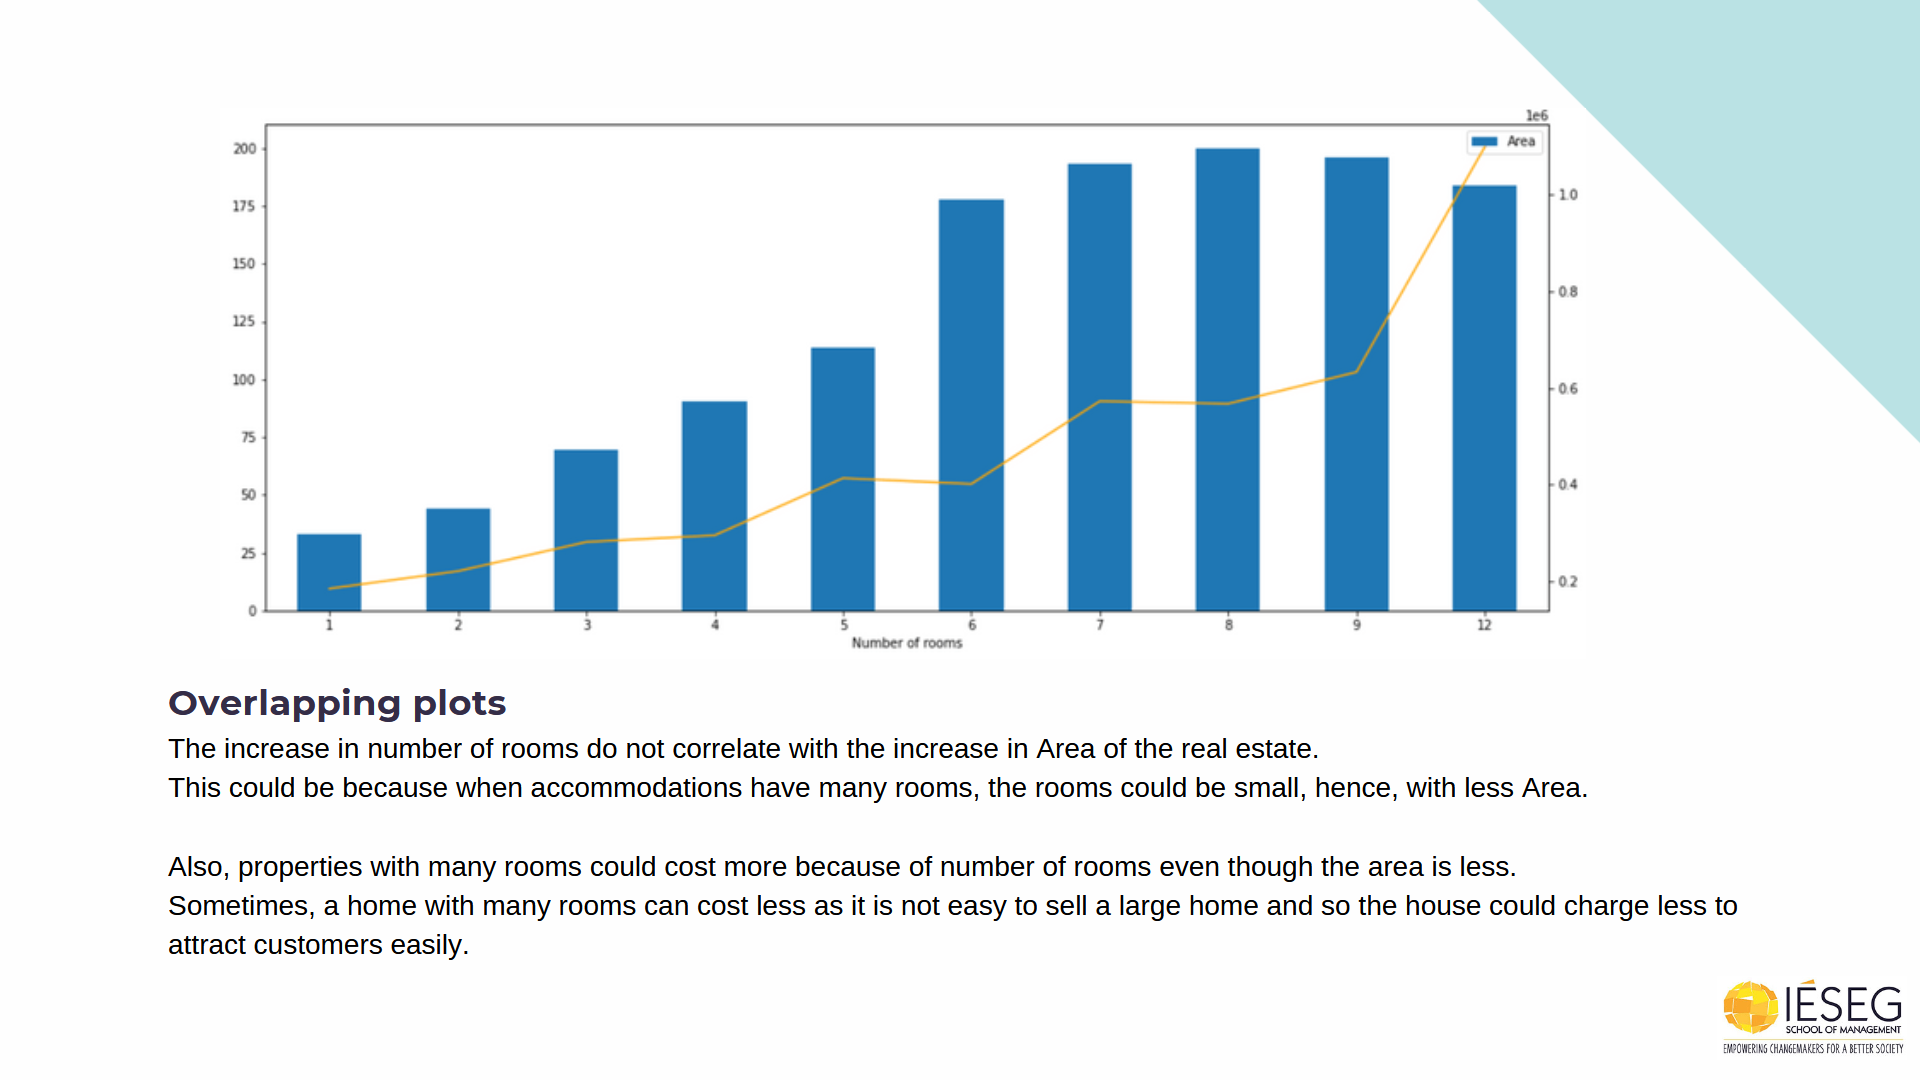 1e6
Area
200
175
150
125
100
75
50
25
0
1.0
0.8
0.6
0.4
0.2
1 2 3 4 5 6 7 8 9 12
Number of rooms
Overlapping plots
The increase in number of rooms do not correlate with the increase in Area of the real estate.
This could be because when accommodations have many rooms, the rooms could be small, hence, with less Area.
Also, properties with many rooms could cost more because of number of rooms even though the area is less.
Sometimes, a home with many rooms can cost less as it is not easy to sell a large home and so the house could charge less to
attract customers easily.
IÉSEG
SCHOOL OF MANAGEMENT
EMPOWERING CHANGEMAKERS FOR A BETTER SOCIETY